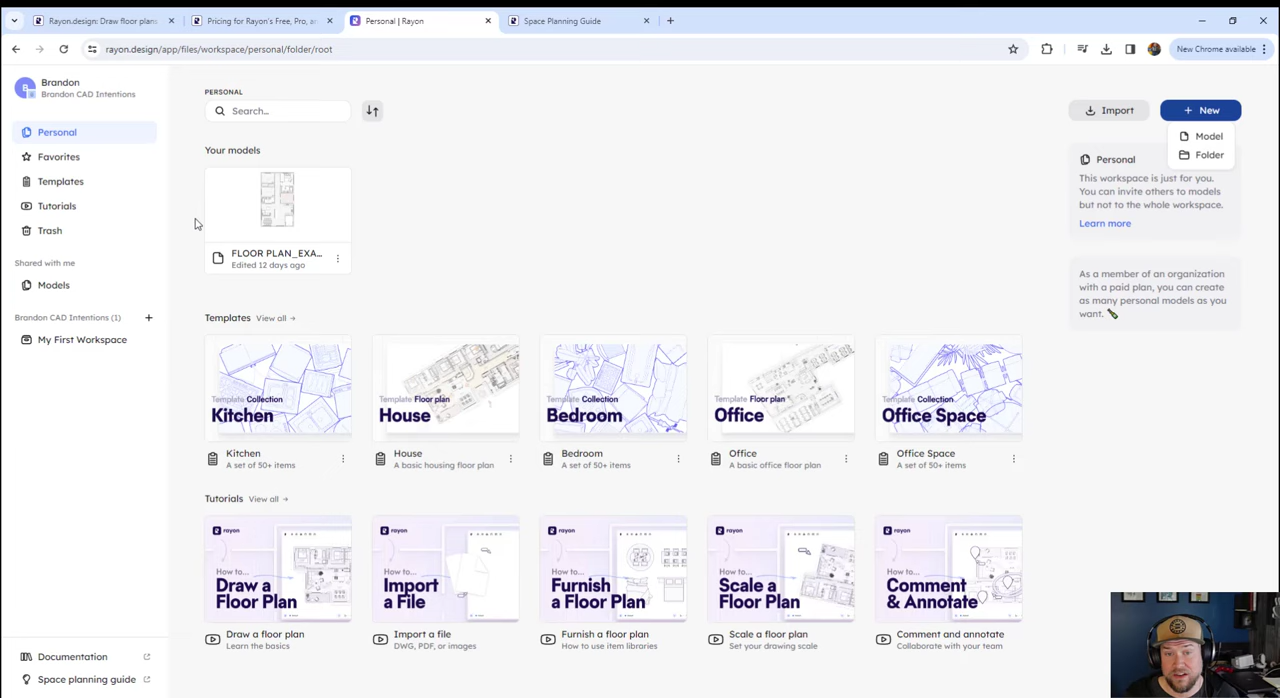 Rayon.design: Draw floor plans
Pricing for Rayon's Free, Pro, an
Personal | Rayon
Space Planning Guide
rayon.design/app/files/workspace/personal/folder/root
New Chrome available
B
Brandon
Brandon CAD Intentions
Personal
Favorites
Templates
Tutorials
Trash
Shared with me
Models
Brandon CAD Intentions (1)
My First Workspace
Documentation
Space planning guide
PERSONAL
Search...
Import
New
Model
Folder
Your models
FLOOR PLAN_EXA...
Edited 12 days ago
Personal
This workspace is just for you.
You can invite others to models
but not to the whole workspace.
Learn more
As a member of an organization
with a paid plan, you can create
as many personal models as you
want.
Templates View all →
Template Collection
Kitchen
Template Floor plan
House
Template Collection
Bedroom
Template Floor plan
Office
Template Collection
Office Space
Kitchen
A set of 50+ items
House
A basic housing floor plan
Bedroom
A set of 50+ items
Office
A basic office floor plan
Office Space
A set of 50+ items
Tutorials View all →
rayon
How to...
Draw a
Floor Plan
rayon
How to...
Import
a File
rayon
How to...
Furnish
a Floor Plan
rayon
How to...
Scale a
Floor Plan
rayon
How to...
Comment
& Annotate
Draw a floor plan
Learn the basics
Import a file
DWG, PDF, or images
Furnish a floor plan
How to use item libraries
Scale a floor plan
Set your drawing scale
Comment and annotate
Collaborate with your team